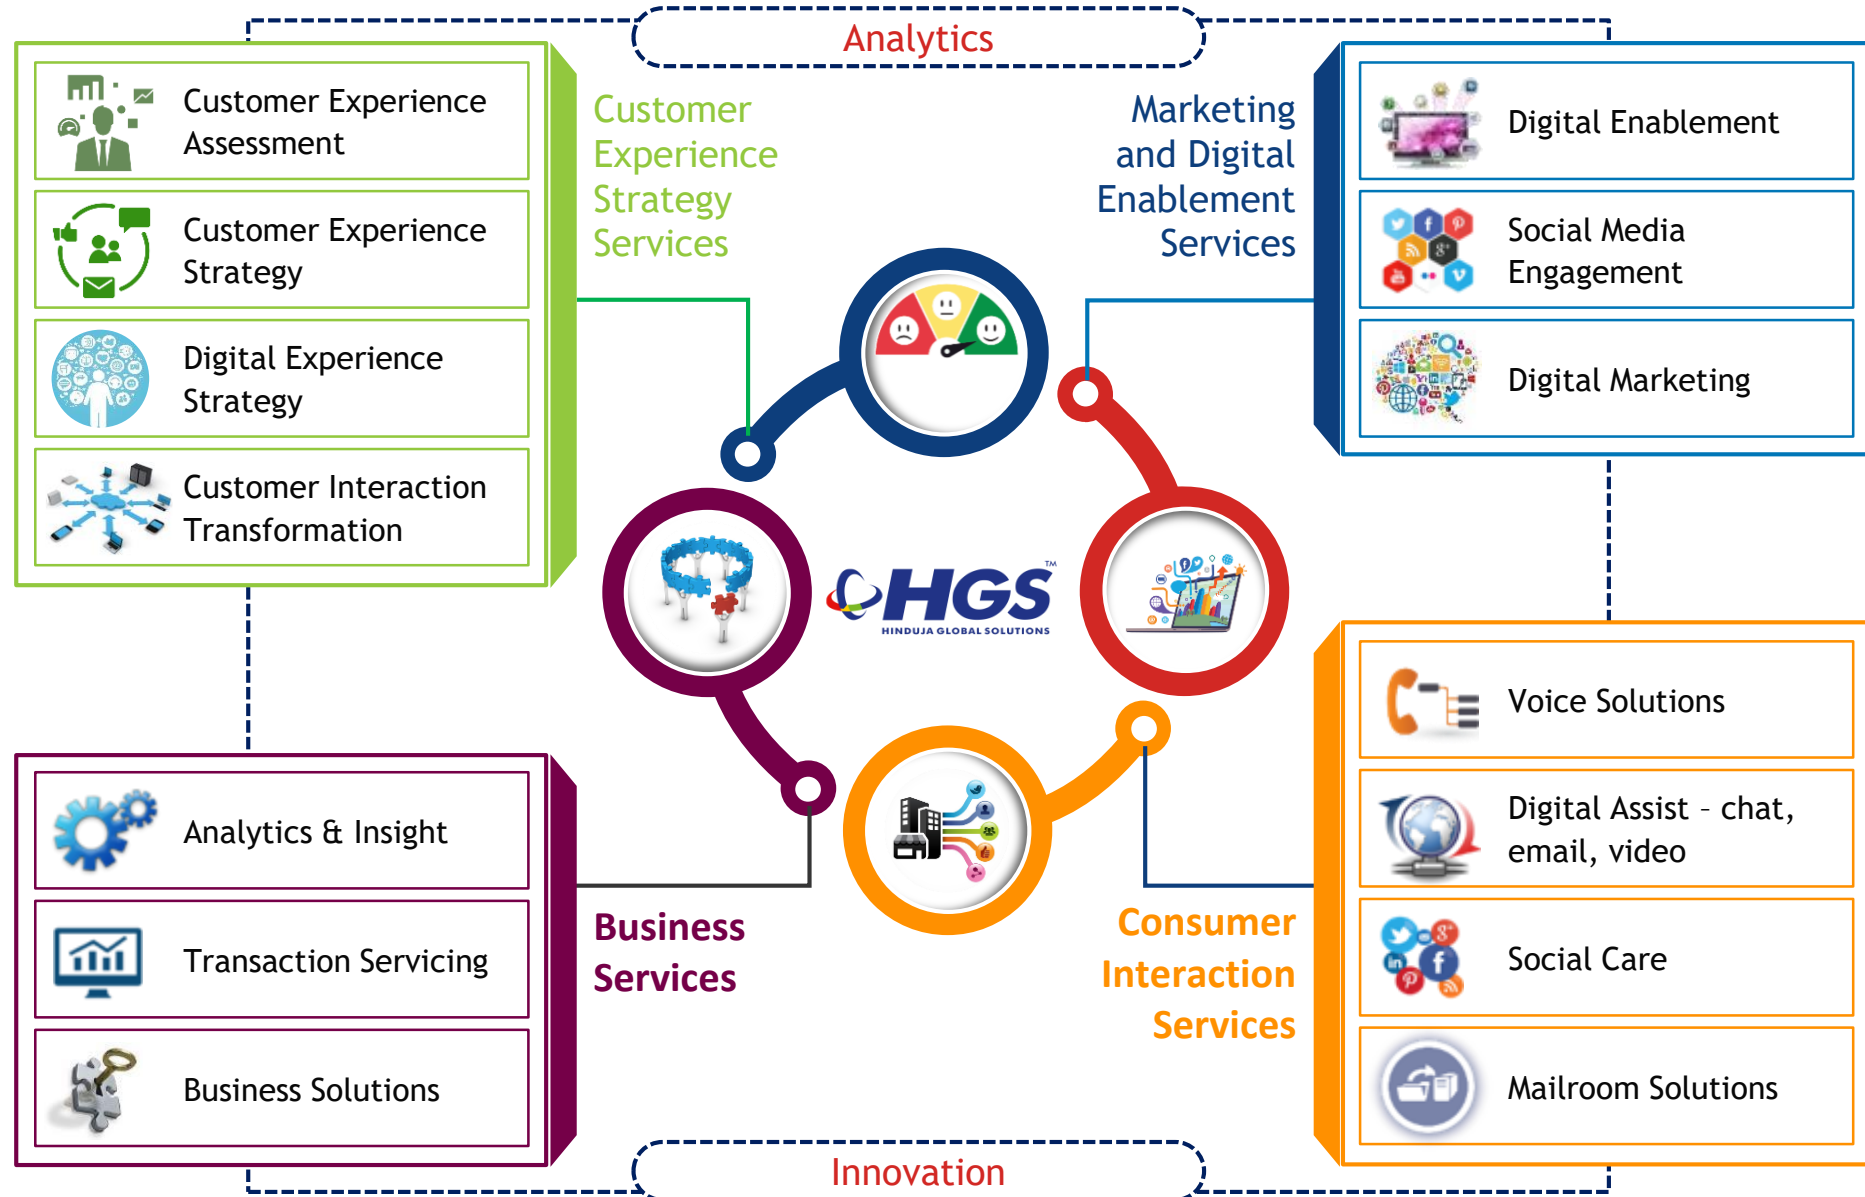 Analytics
Customer Experience
Assessment
Customer Experience
Strategy
Digital Experience
Strategy
Customer Interaction
Transformation
Customer
Experience
Strategy
Services
Marketing
and Digital
Enablement
Services
Digital Enablement
Social Media
Engagement
Digital Marketing
HGS™
HINDUJA GLOBAL SOLUTIONS
Analytics & Insight
Transaction Servicing
Business Solutions
Business
Services
Consumer
Interaction
Services
Voice Solutions
Digital Assist – chat,
email, video
Social Care
Mailroom Solutions
Innovation